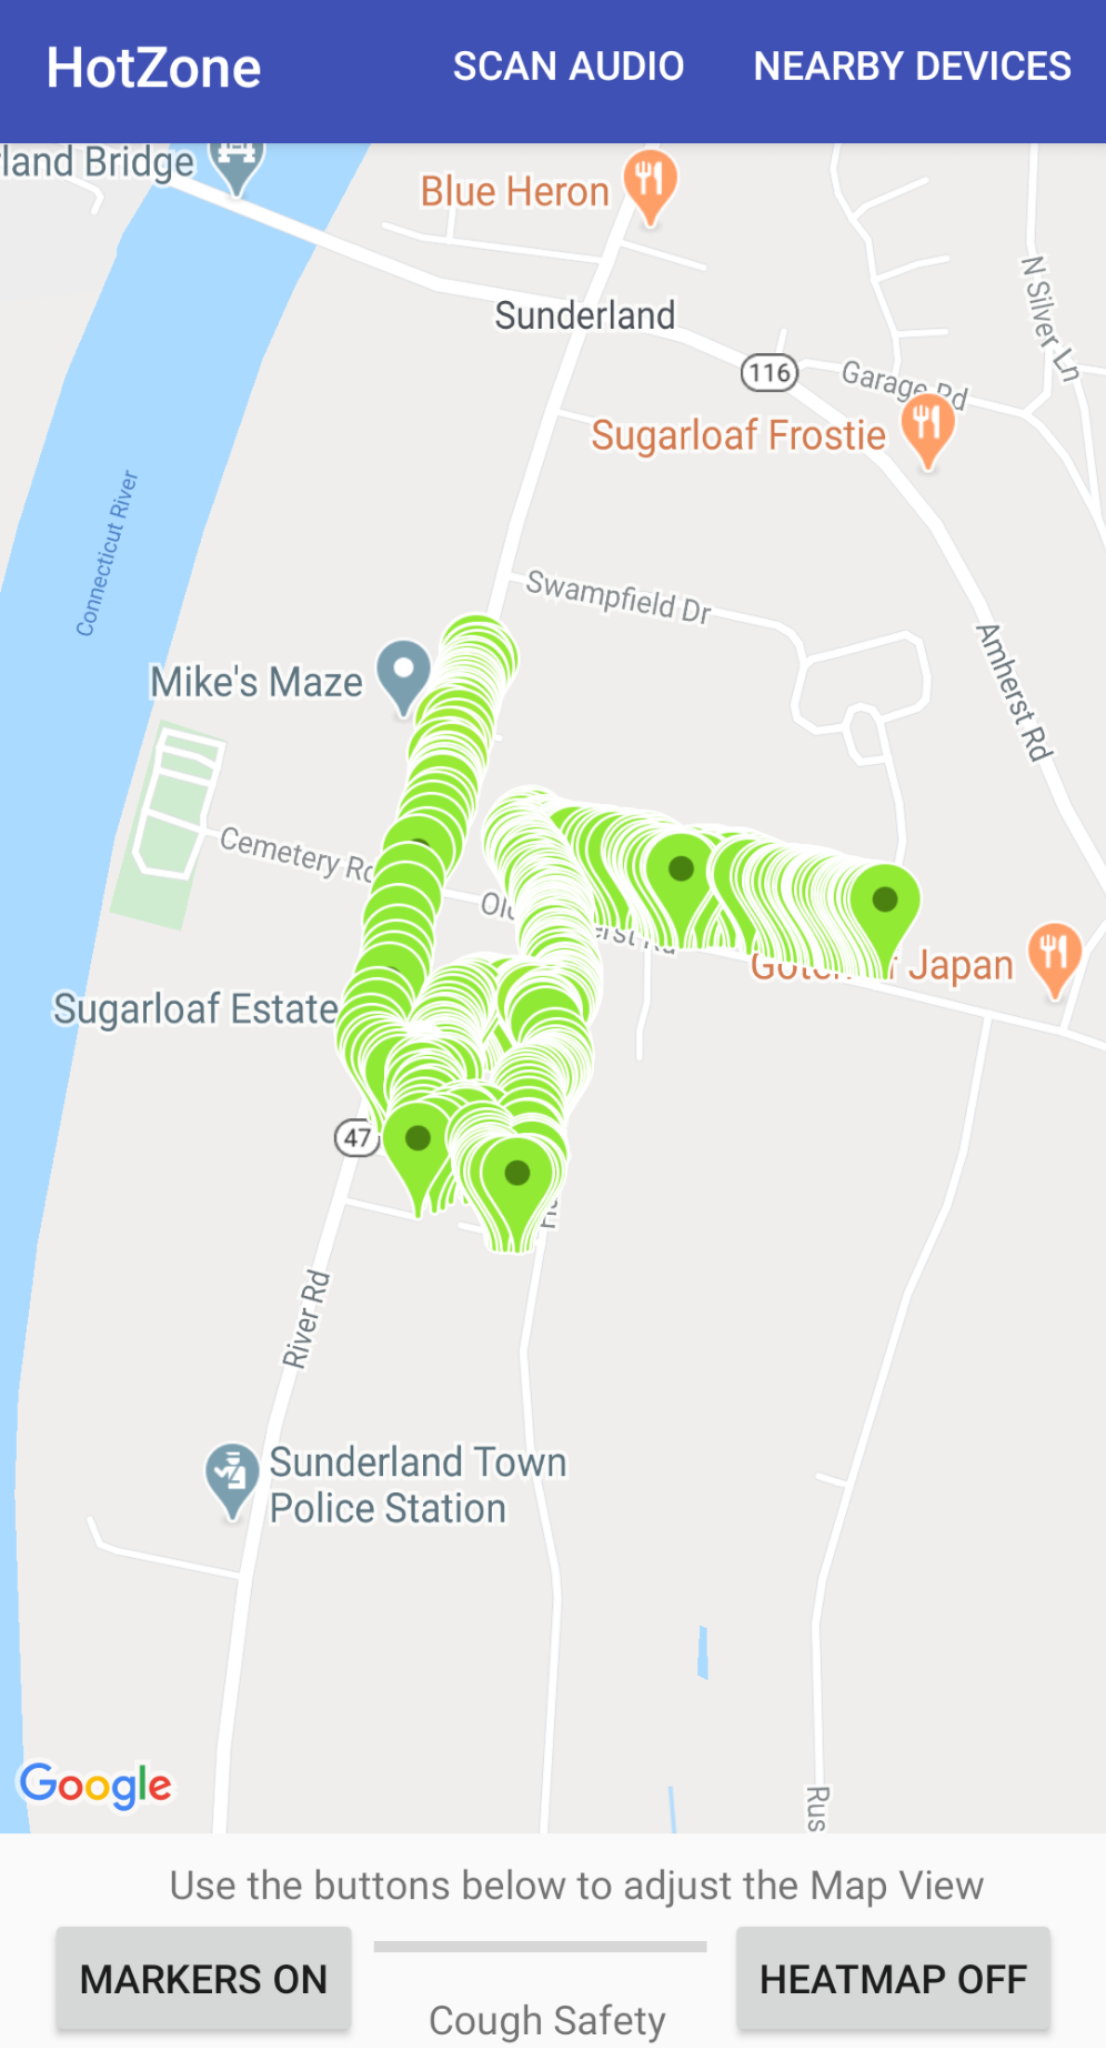 HotZone
SCAN AUDIO
NEARBY DEVICES
rland Bridge
Blue Heron
Sunderland
N Silver Ln
116
Garage Rd
Sugarloaf Frostie
Connecticut River
Swampfield Dr
Amherst Rd
Mike's Maze
Cemetery Rd
Japan
Sugarloaf Estate
47
River Rd
Sunderland Town
Police Station
Rus
Google
Use the buttons below to adjust the Map View
MARKERS ON
HEATMAP OFF
Cough Safety